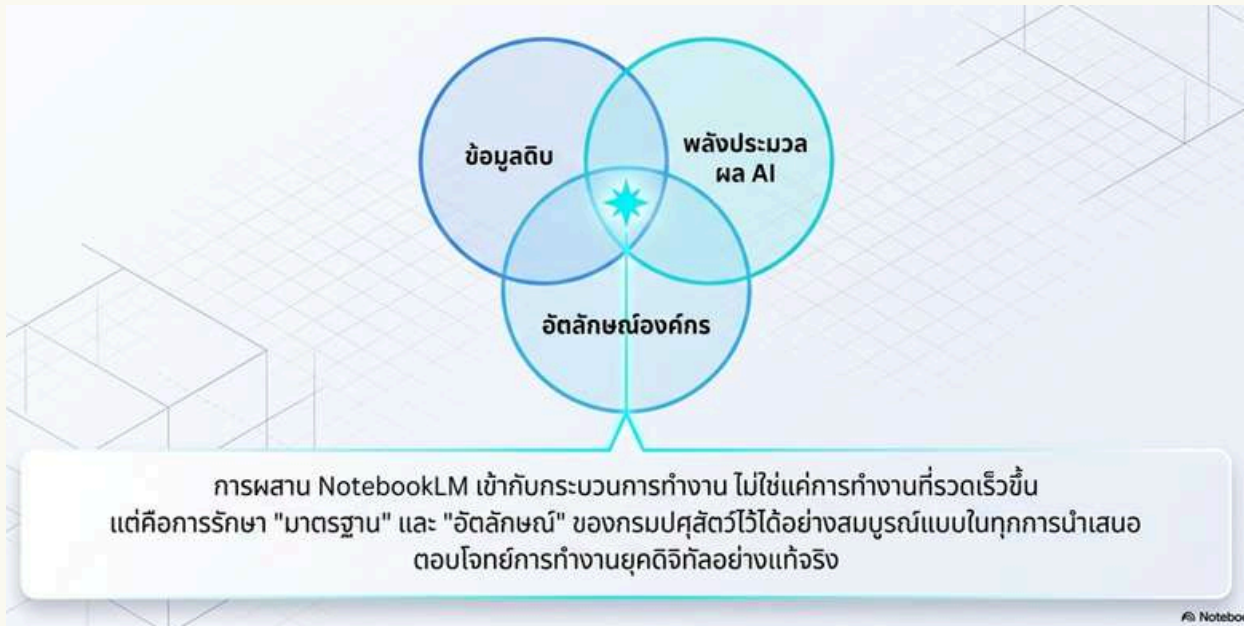 ข้อมูลดิบ
พลังประมวล
ผล AI
อัตลักษณ์องค์กร
การผสาน NotebookLM เข้ากับกระบวนการทำงาน ไม่ใช่แค่การทำงานที่รวดเร็วขึ้น
แต่คือการรักษา "มาตรฐาน" และ "อัตลักษณ์" ของกรมปศุสัตว์ไว้ได้อย่างสมบูรณ์แบบในทุกการนำเสนอ
ตอบโจทย์การทำงานยุคดิจิทัลอย่างแท้จริง
Noteboo